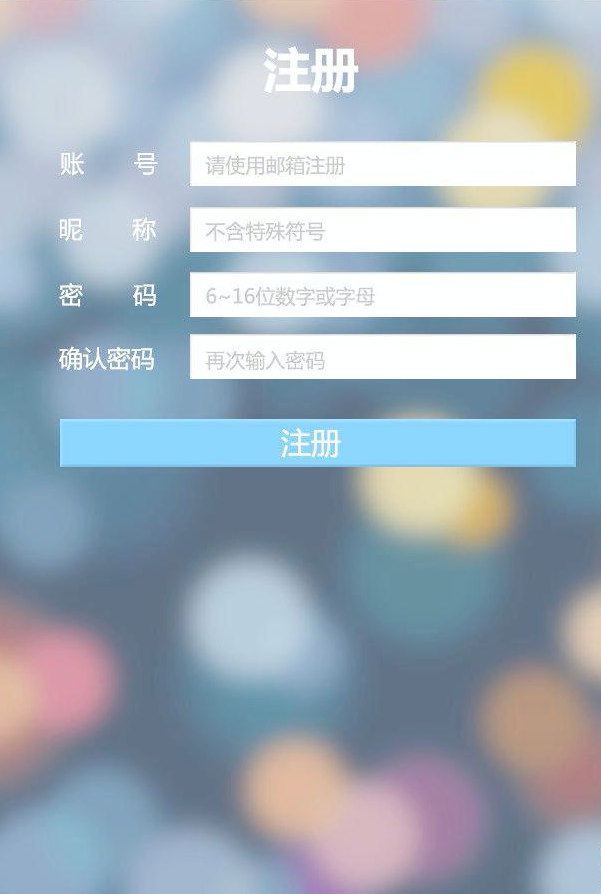 注册
账 号 请使用邮箱注册
昵 称 不含特殊符号
密 码 6~16位数字或字母
确认密码 再次输入密码
注册